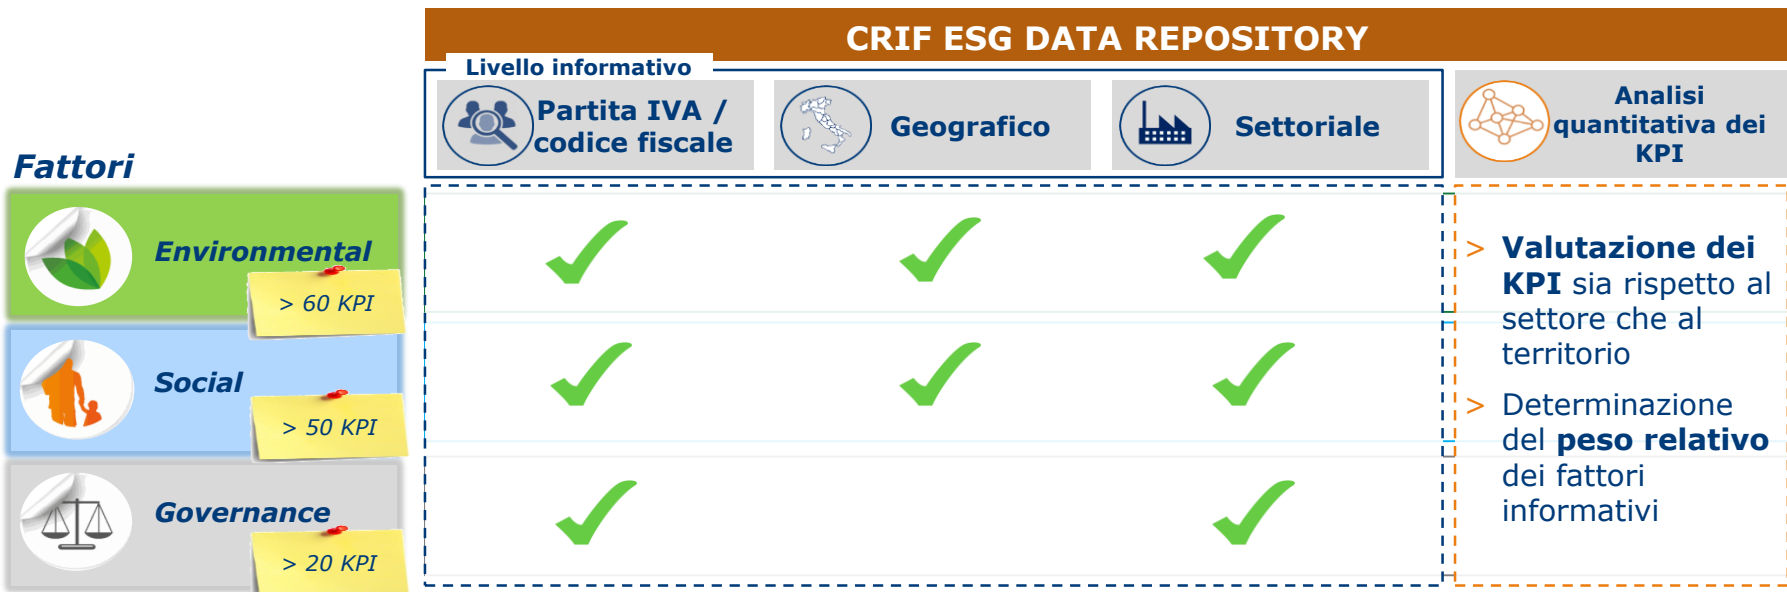 CRIF ESG DATA REPOSITORY
Livello informativo
Partita IVA /
codice fiscale
Geografico
Settoriale
Analisi
quantitativa dei
KPI
Fattori
Environmental
> 60 KPI
Social
> 50 KPI
Governance
> 20 KPI
> Valutazione dei
KPI sia rispetto al
settore che al
territorio
> Determinazione
del peso relativo
dei fattori
informativi